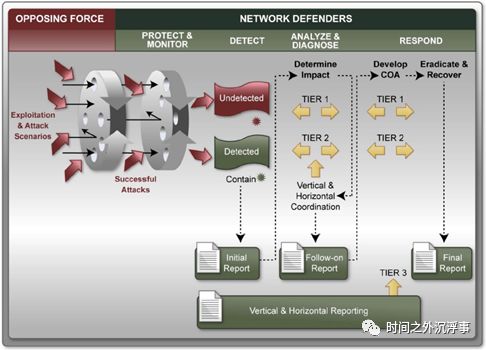 OPPOSING FORCE
NETWORK DEFENDERS
PROTECT &
MONITOR
DETECT
ANALYZE &
DIAGNOSE
RESPOND
Determine
Impact
Develop
COA
Eradicate &
Recover
Exploitation
& Attack
Scenarios
Successful
Attacks
Undetected
Detected
Contain
TIER 1
TIER 2
TIER 1
TIER 2
Vertical &
Horizontal
Coordination
Initial
Report
Follow-on
Report
Final
Report
TIER 3
Vertical & Horizontal Reporting
时间之外沉浮事